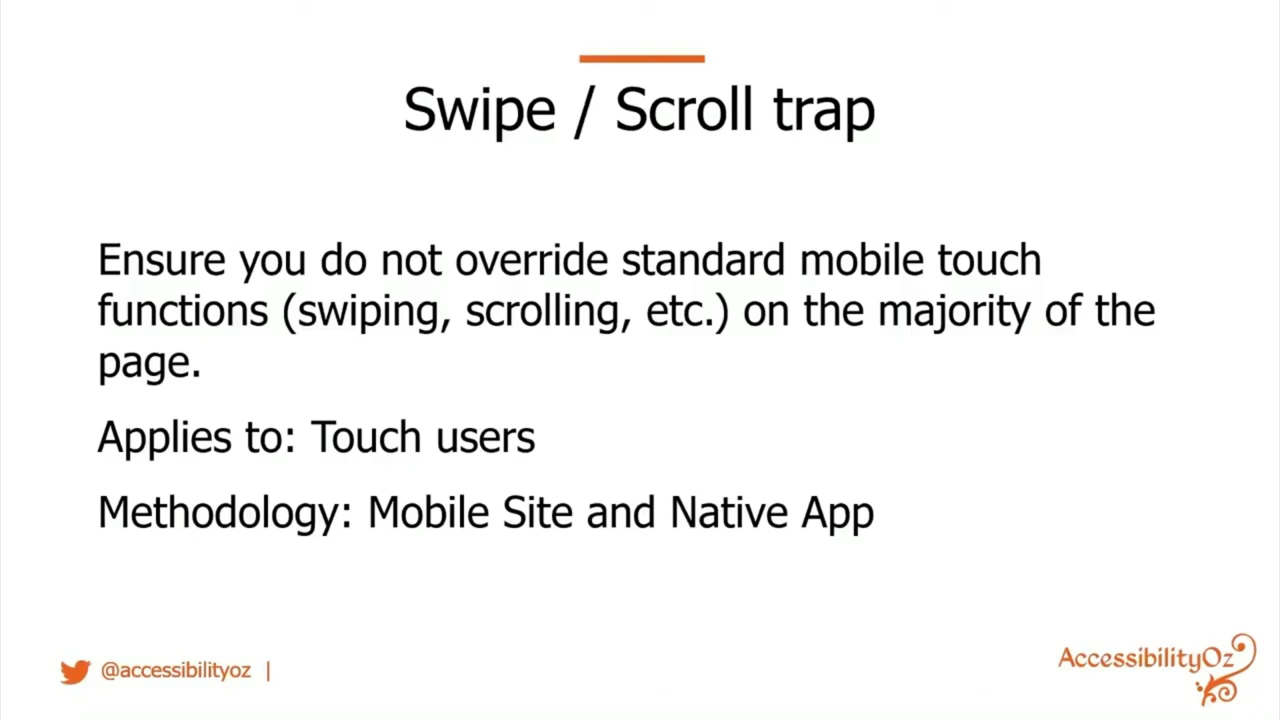 Swipe / Scroll trap
Ensure you do not override standard mobile touch
functions (swiping, scrolling, etc.) on the majority of the
page.
Applies to: Touch users
Methodology: Mobile Site and Native App
@accessibilityoz |
AccessibilityOz